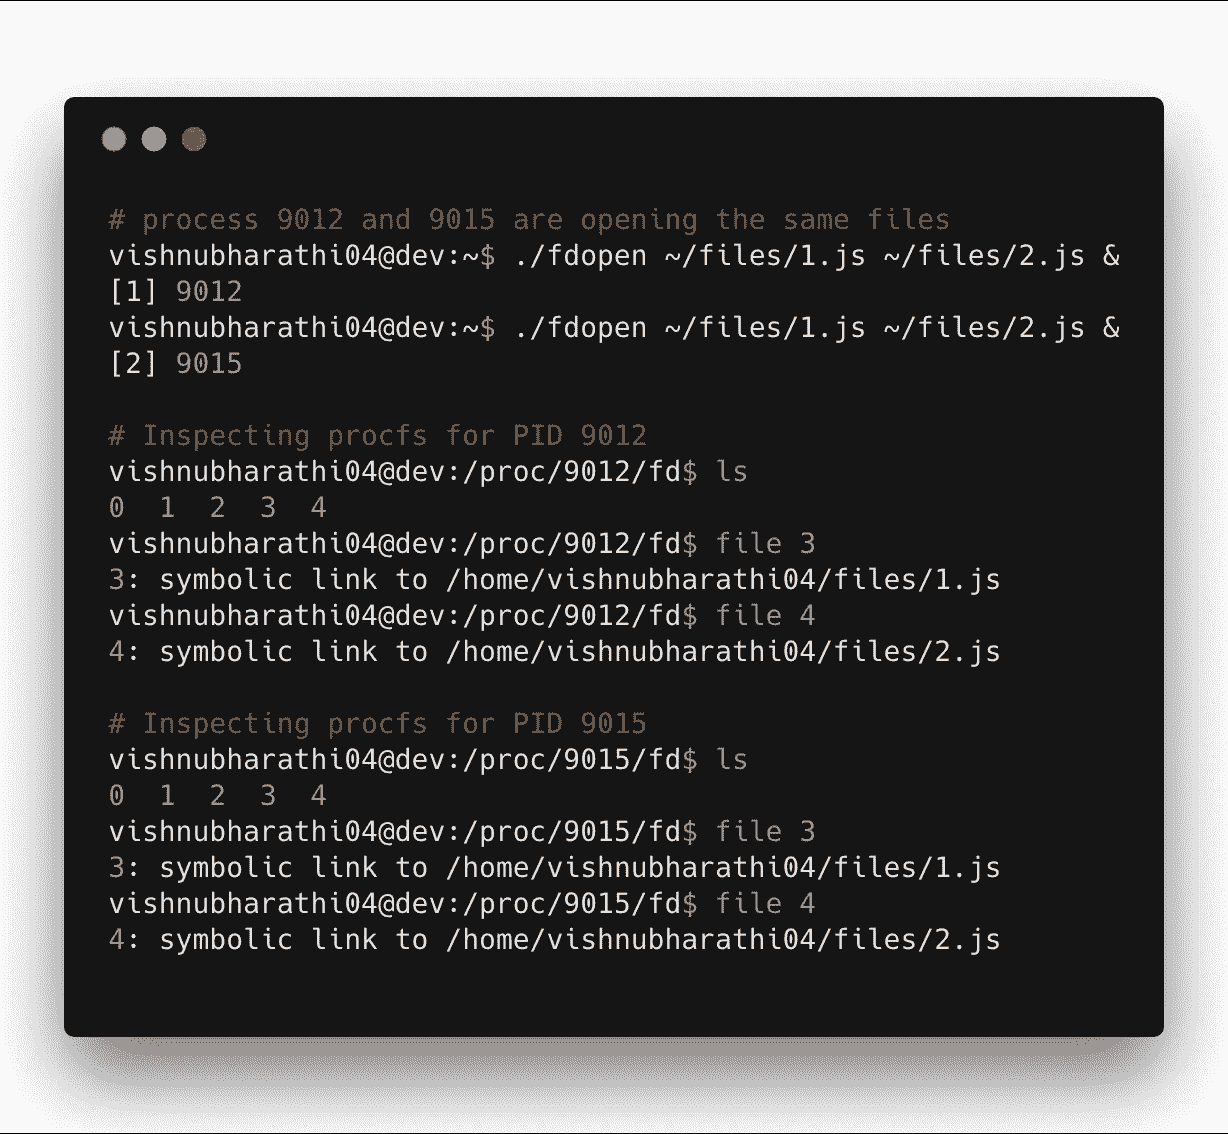 # process 9012 and 9015 are opening the same files
vishnubharathi04@dev:~$ ./fdopen ~/files/1.js ~/files/2.js &
[1] 9012
vishnubharathi04@dev:~$ ./fdopen ~/files/1.js ~/files/2.js &
[2] 9015
# Inspecting procfs for PID 9012
vishnubharathi04@dev:/proc/9012/fd$ ls
0  1  2  3  4
vishnubharathi04@dev:/proc/9012/fd$ file 3
3: symbolic link to /home/vishnubharathi04/files/1.js
vishnubharathi04@dev:/proc/9012/fd$ file 4
4: symbolic link to /home/vishnubharathi04/files/2.js
# Inspecting procfs for PID 9015
vishnubharathi04@dev:/proc/9015/fd$ ls
0  1  2  3  4
vishnubharathi04@dev:/proc/9015/fd$ file 3
3: symbolic link to /home/vishnubharathi04/files/1.js
vishnubharathi04@dev:/proc/9015/fd$ file 4
4: symbolic link to /home/vishnubharathi04/files/2.js